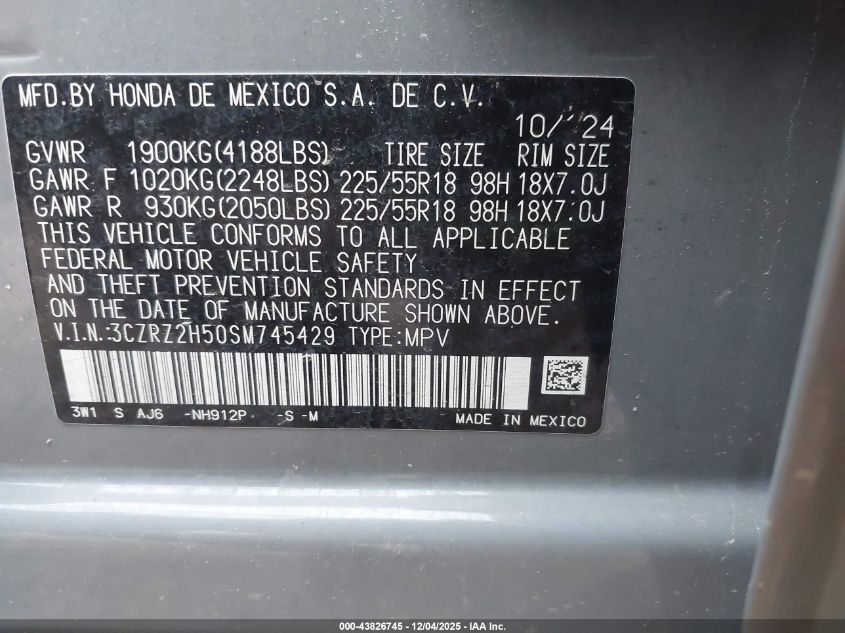 MFD.BY HONDA DE MEXICO S.A. DE C.V.
10/'24
GVWR 1900KG(4188LBS) TIRE SIZE RIM SIZE
GAWR F 1020KG(2248LBS) 225/55R18 98H 18X7.0J
GAWR R 930KG(2050LBS) 225/55R18 98H 18X7.0J
THIS VEHICLE CONFORMS TO ALL APPLICABLE
FEDERAL MOTOR VEHICLE SAFETY
AND THEFT PREVENTION STANDARDS IN EFFECT
ON THE DATE OF MANUFACTURE SHOWN ABOVE.
V.I.N.:3CZRZ2H50SM745429 TYPE:MPV
3W1 S AJ6 -NH912P- -S -M MADE IN MEXICO
000-43826745 - 12/04/2025 - IAA Inc.